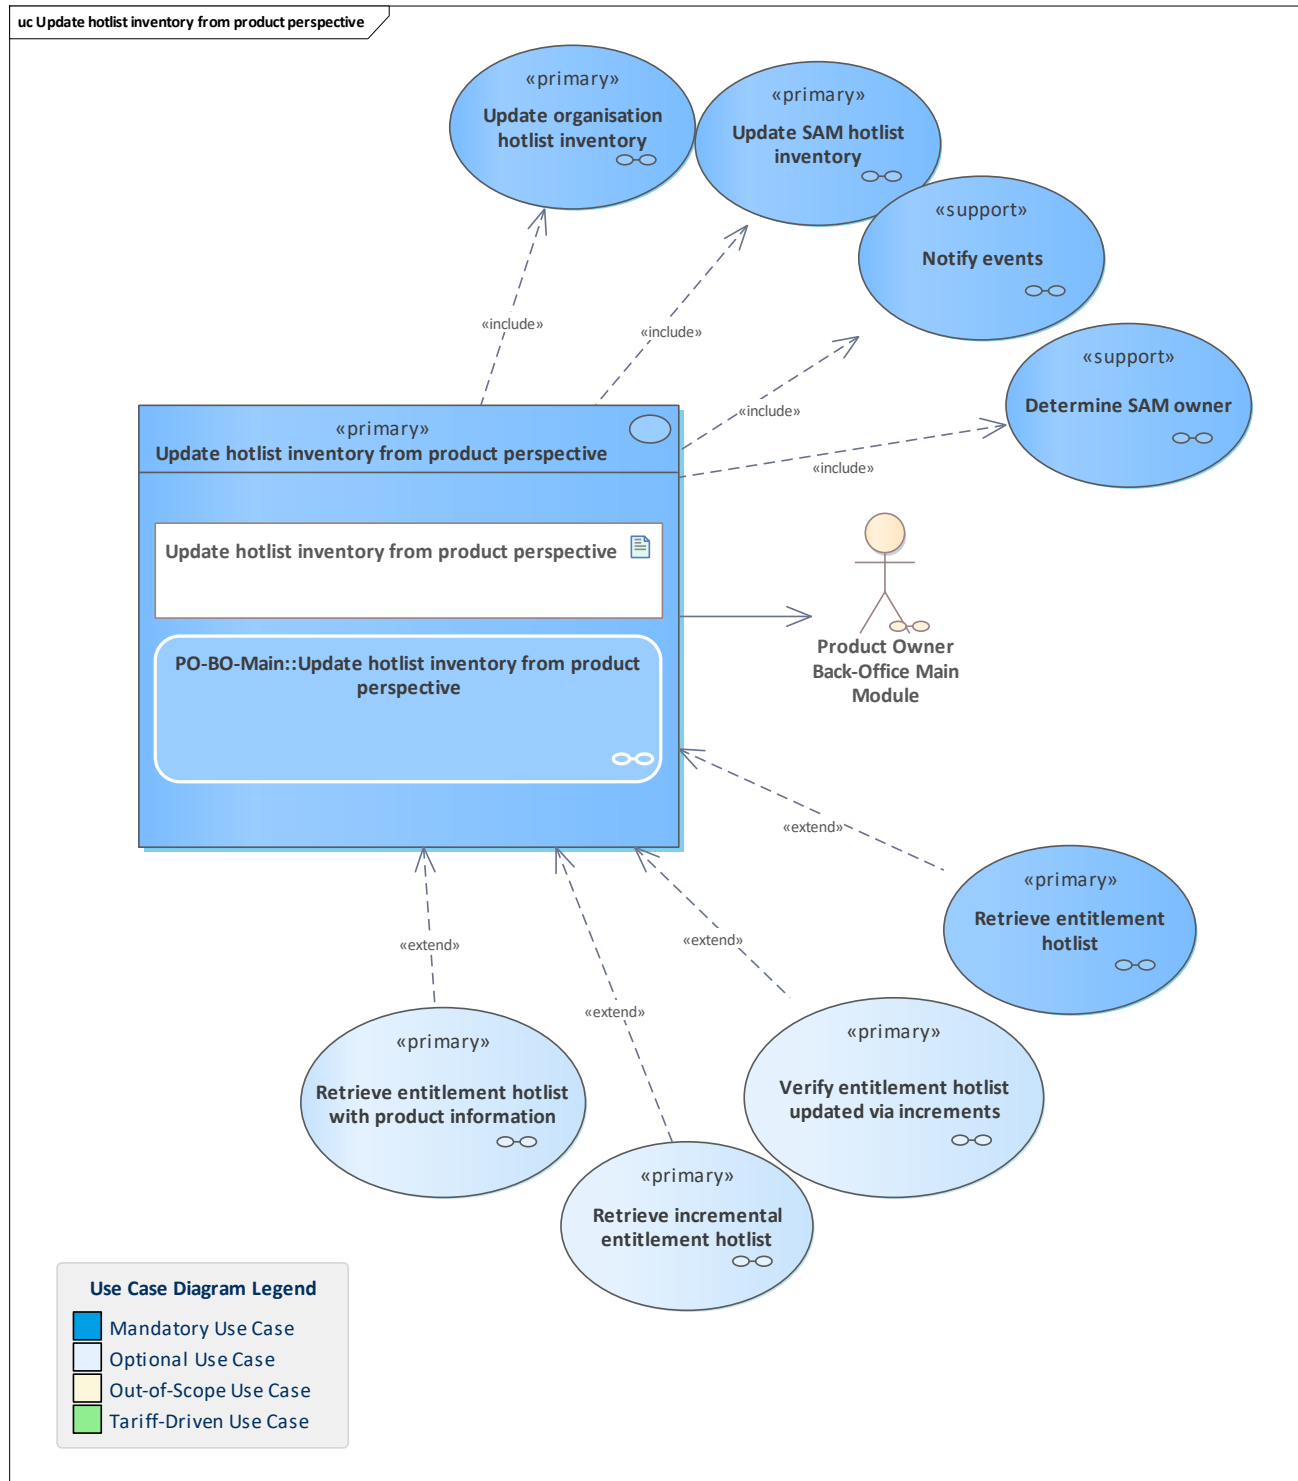 uc Update hotlist inventory from product perspective
«primary»
Update organisation
hotlist inventory
«primary»
Update SAM hotlist
inventory
«support»
Notify events
«support»
Determine SAM owner
«include»
«include»
«include»
«include»
«primary»
Update hotlist inventory from product perspective
Update hotlist inventory from product perspective
PO-BO-Main::Update hotlist inventory from product
perspective
Product Owner
Back-Office Main
Module
«extend»
«extend»
«extend»
«extend»
«primary»
Retrieve entitlement
hotlist
«primary»
Verify entitlement hotlist
updated via increments
«primary»
Retrieve entitlement hotlist
with product information
«primary»
Retrieve incremental
entitlement hotlist
Use Case Diagram Legend
Mandatory Use Case
Optional Use Case
Out-of-Scope Use Case
Tariff-Driven Use Case